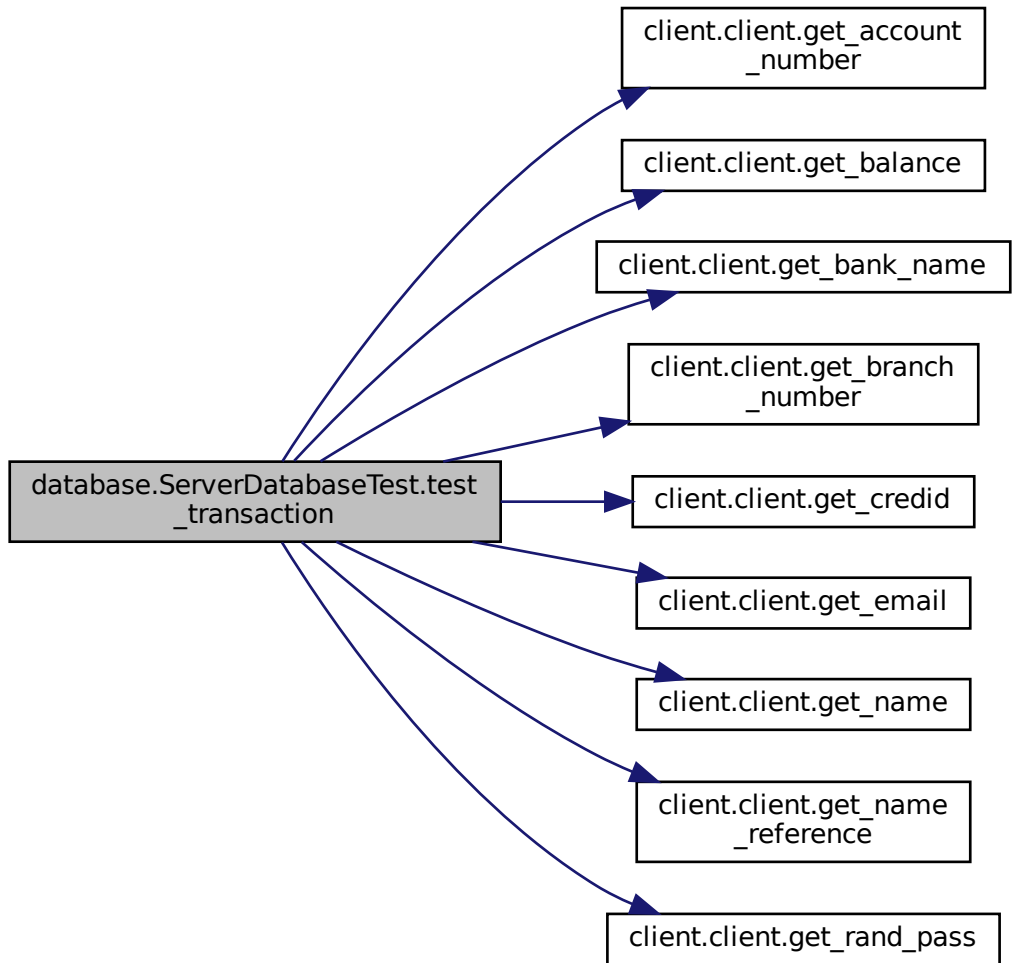 client.client.get_account
_number
client.client.get_balance
client.client.get_bank_name
client.client.get_branch
_number
database.ServerDatabaseTest.test
_transaction
client.client.get_credid
client.client.get_email
client.client.get_name
client.client.get_name
_reference
client.client.get_rand_pass